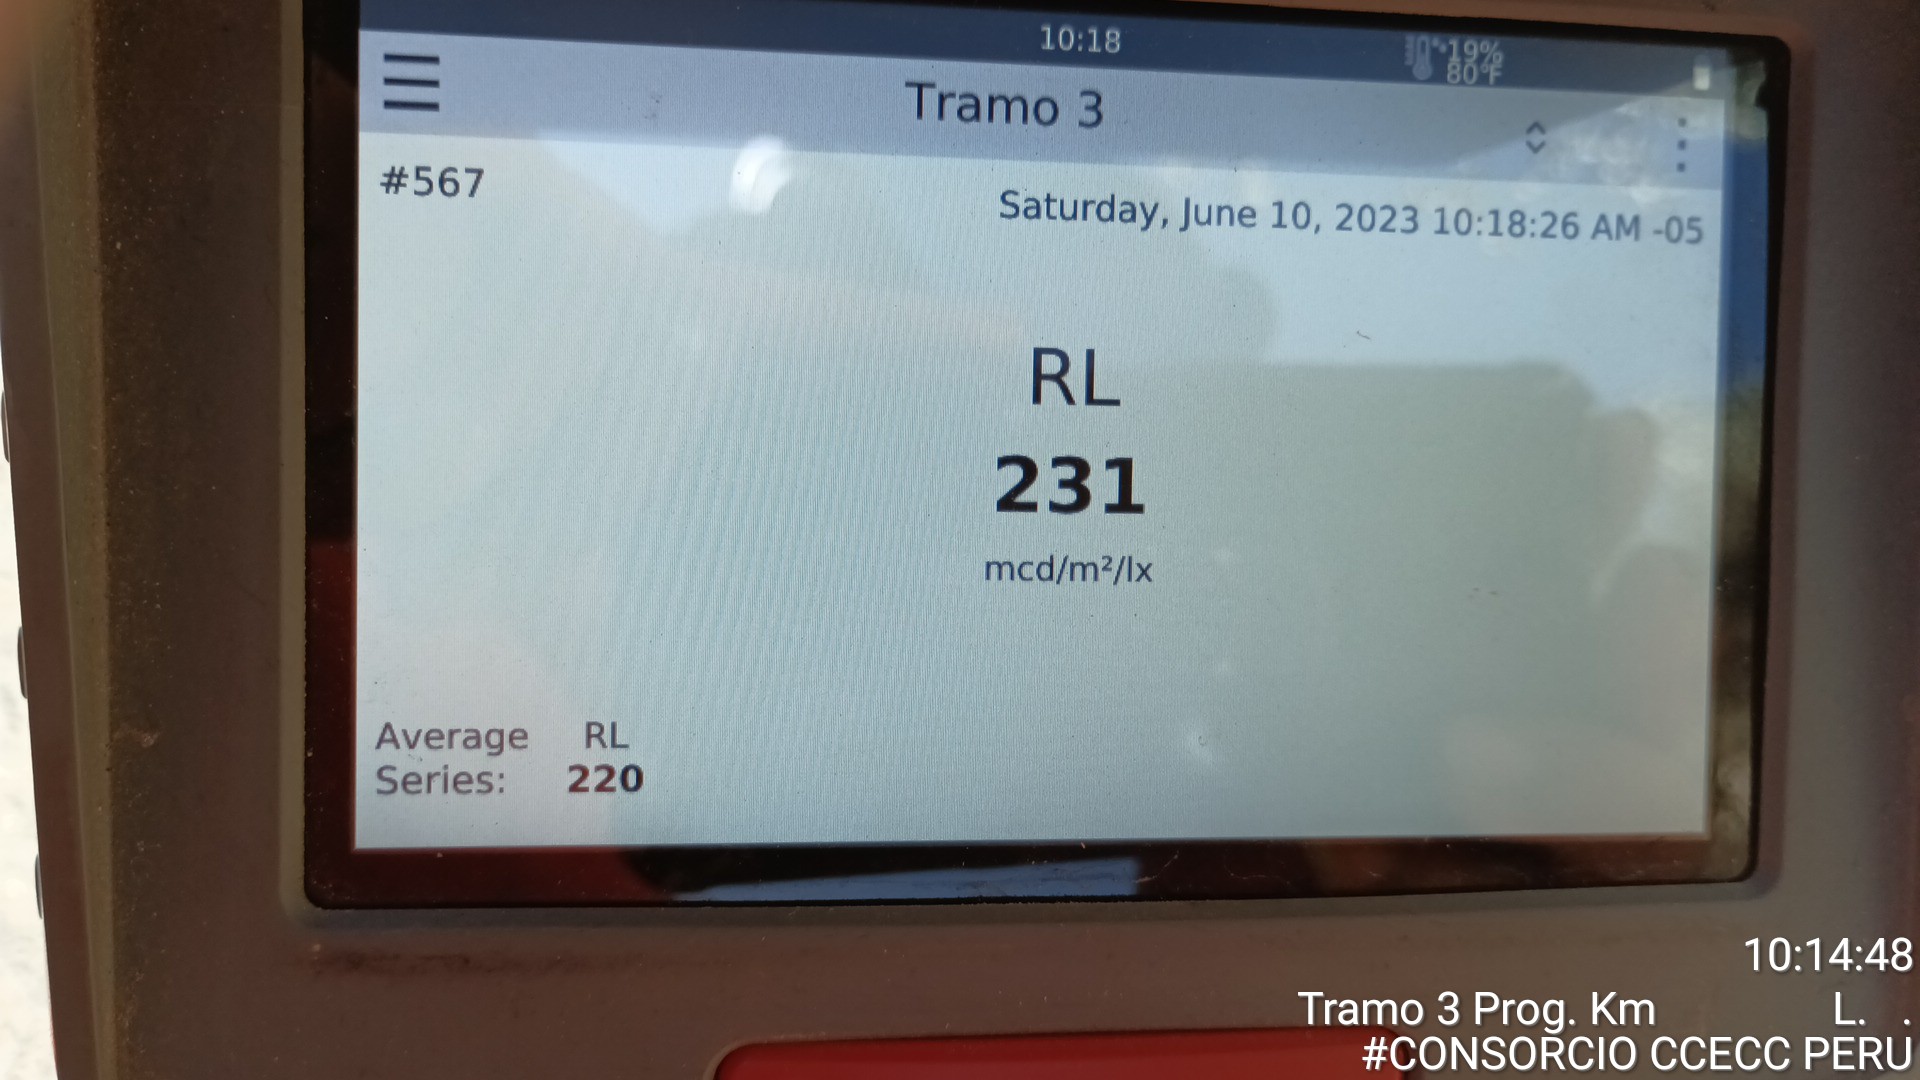 10:18
19%
80°F
Tramo 3
#567
Saturday, June 10, 2023 10:18:26 AM -05
RL
231
mcd/m²/lx
Average RL
Series: 220
10:14:48
Tramo 3 Prog. Km L. .
#CONSORCIO CCECC PERU